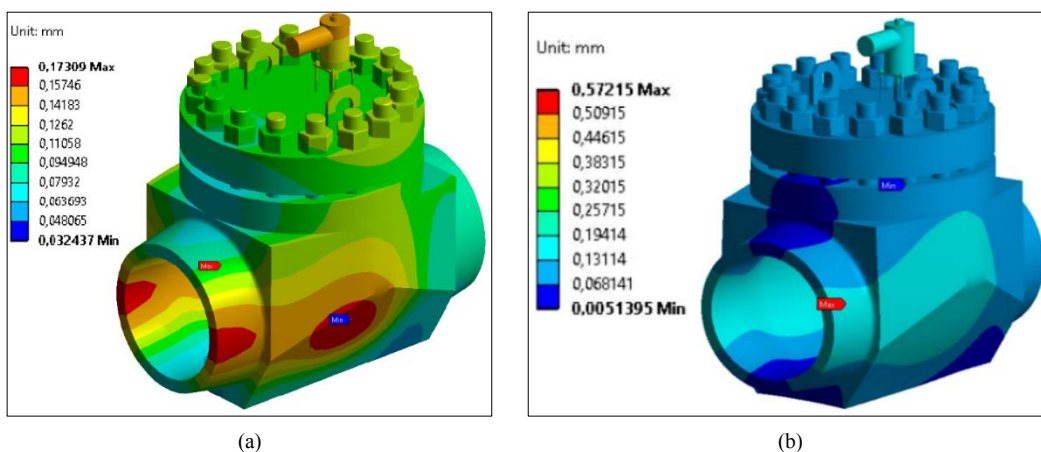 Unit: mm
0,17309 Max
0,15746
0,14183
0,1262
0,11058
0,094948
0,07932
0,063693
0,048065
0,032437 Min
Max
Min
(a)
Unit: mm
0,57215 Max
0,50915
0,44615
0,38315
0,32015
0,25715
0,19414
0,13114
0,068141
0,0051395 Min
Min
Max
(b)